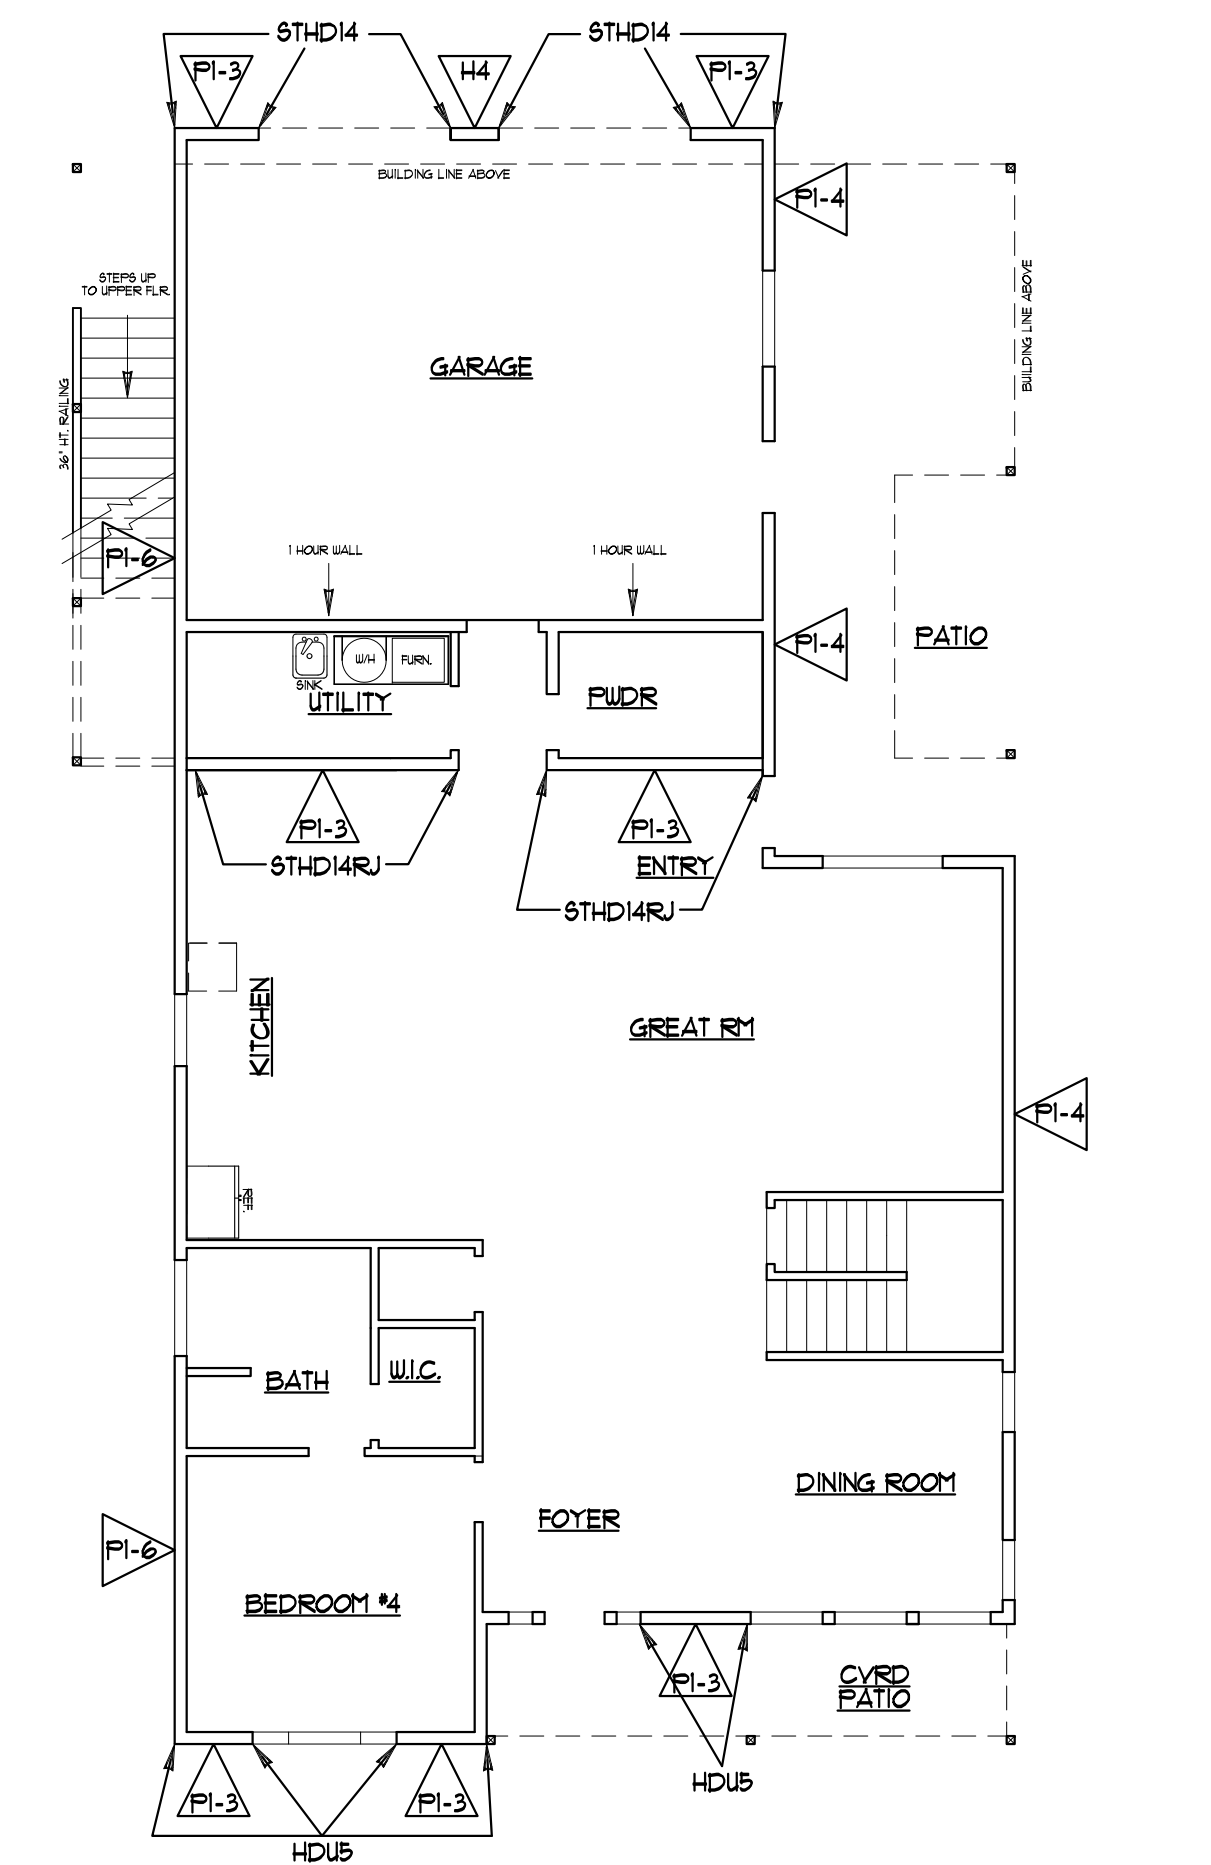 STHD14
STHD14
P1-3
H4
P1-3
BUILDING LINE ABOVE
P1-4
STEPS UP
TO UPPER FLR.
BUILDING LINE ABOVE
GARAGE
36" HT. RAILING
P1-6
1 HOUR WALL
1 HOUR WALL
P1-4
PATIO
W/H
FURN.
SINK
UTILITY
PWDR
P1-3
P1-3
STHD14RJ
ENTRY
STHD14RJ
KITCHEN
GREAT RM
P1-4
REF.
BATH
W.I.C.
DINING ROOM
FOYER
P1-6
BEDROOM #4
P1-3
CVRD
PATIO
HDU5
P1-3
P1-3
HDU5